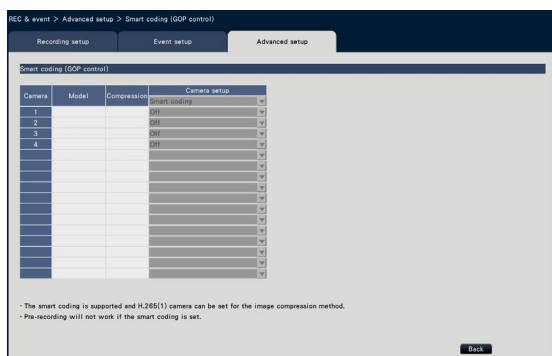 REC & event > Advanced setup > Smart coding (GOP control)
Recording setup Event setup Advanced setup
Smart coding (GOP control)
Camera Model Compression Camera setup
Smart coding
1 Off
2 Off
3 Off
4 Off
· The smart coding is supported and H.265(1) camera can be set for the image compression method.
· Pre-recording will not work if the smart coding is set.
Back